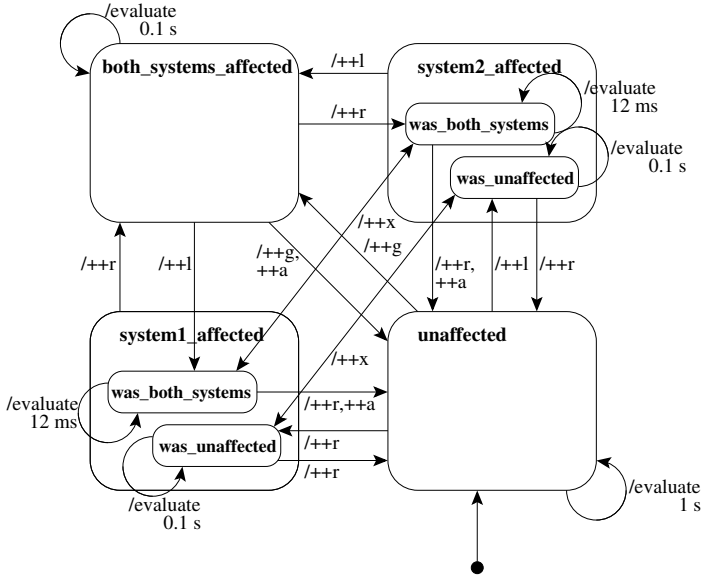 /evaluate
0.1 s
both_systems_affected
/++l
system2_affected
/evaluate
12 ms
/++r
was_both_systems
/evaluate
0.1 s
was_unaffected
/++x
/++g
/++g,
++a
/++r
/++l
/++r,
++a
/++l
/++r
system1_affected
unaffected
/++x
was_both_systems
/evaluate
12 ms
/++r,++a
was_unaffected
/++r
/++r
/evaluate
0.1 s
/evaluate
1 s